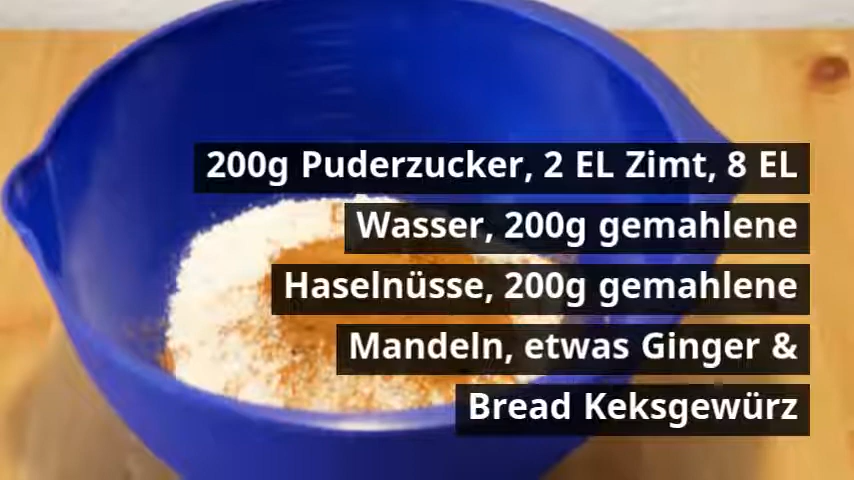 200g Puderzucker, 2 EL Zimt, 8 EL
Wasser, 200g gemahlene
Haselnüsse, 200g gemahlene
Mandeln, etwas Ginger &
Bread Keksgewürz